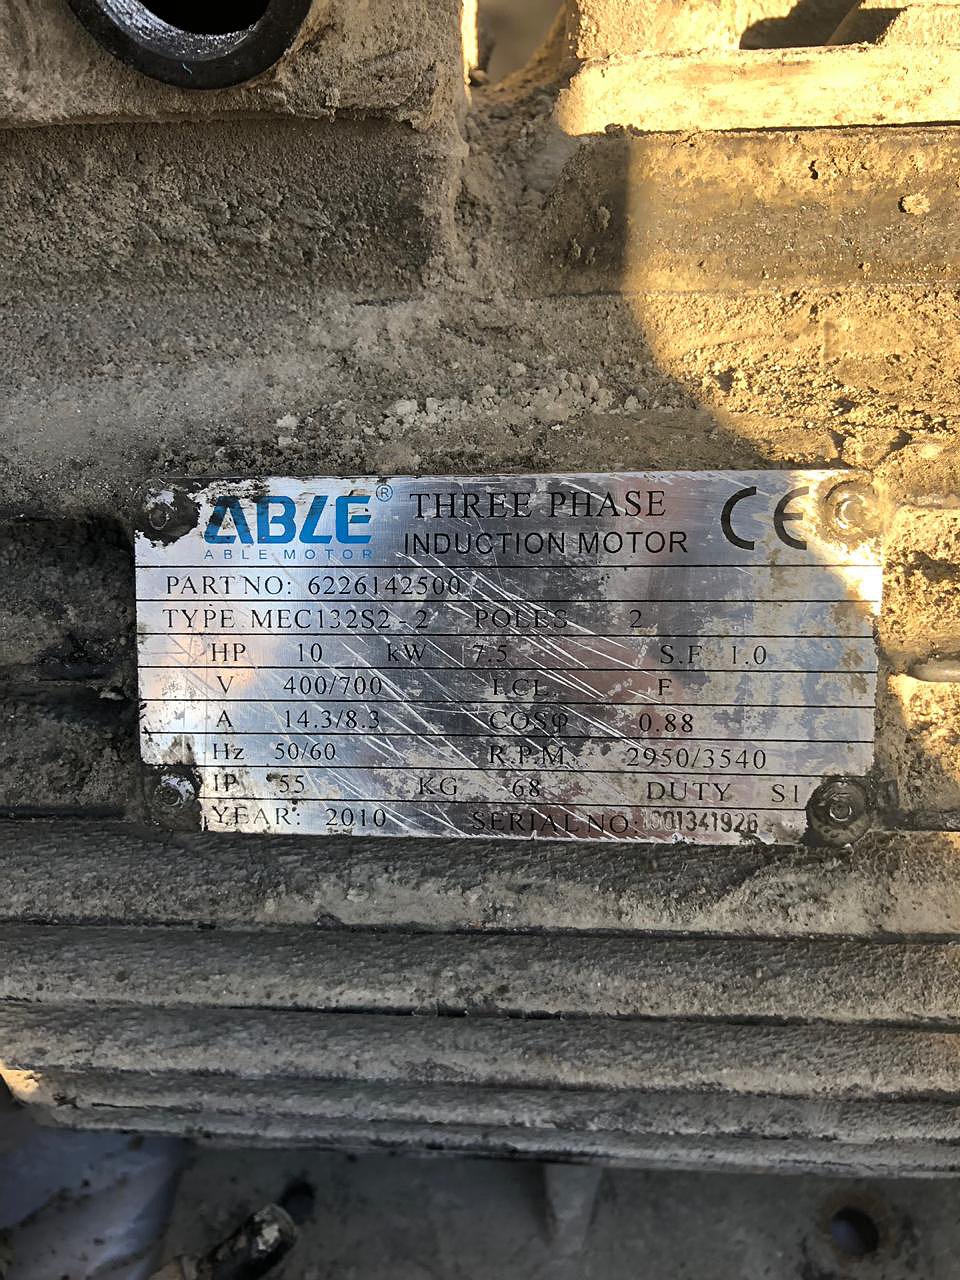 ABLE® THREE PHASE
ABLE MOTOR INDUCTION MOTOR CE
PART NO: 6226142500
TYPE MEC132S2-2 POLES 2
HP 10 kW 7.5 S.F 1.0
V 400/700 I.CL F
A 14.3/8.3 COSφ 0.88
Hz 50/60 R.P.M 2950/3540
IP 55 KG 68 DUTY S1
YEAR: 2010 SERIAL NO: